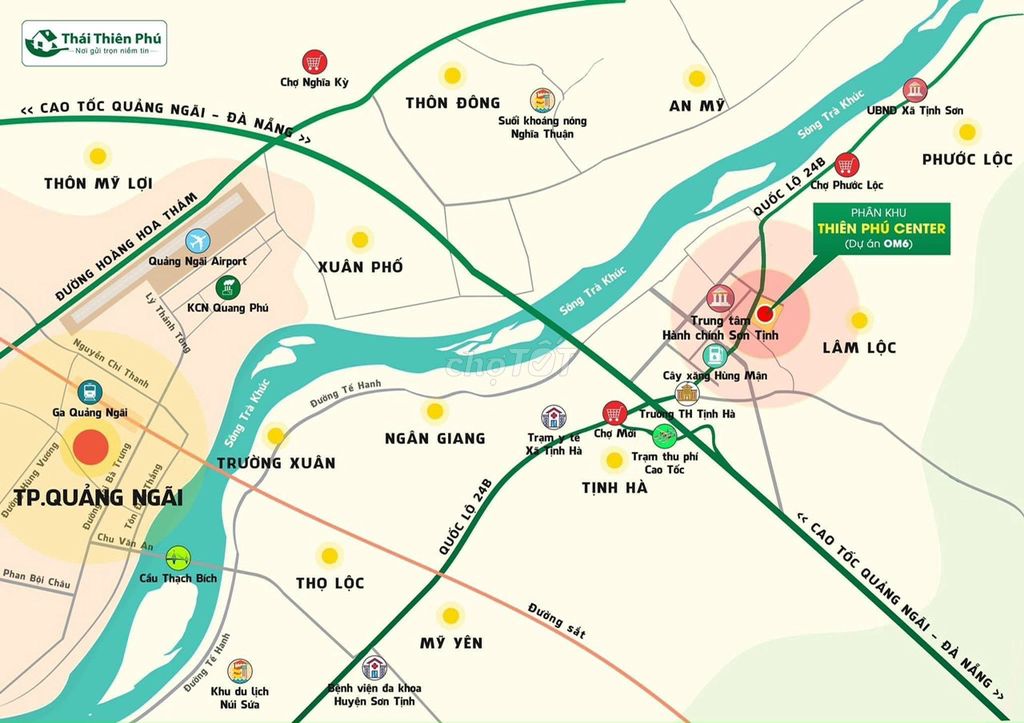 Thái Thiên Phú
Nơi gửi trọn niềm tin
Chợ Nghĩa Kỳ
THÔN ĐÔNG
Suối khoáng nóng
Nghĩa Thuận
AN MỸ
Sông Trà Khúc
UBND Xã Tịnh Sơn
PHƯỚC LỘC
<< CAO TỐC QUẢNG NGÃI - ĐÀ NẴNG >>
THÔN MỸ LỢI
Chợ Phước Lộc
QUỐC LỘ 24B
PHÂN KHU
THIÊN PHÚ CENTER
(Dự án OM6)
ĐƯỜNG HOÀNG HOA THÁM
Quảng Ngãi Airport
XUÂN PHỐ
KCN Quang Phú
Lý Thánh Tông
Sông Trà Khúc
Trung tâm
Hành chính Sơn Tịnh
LÂM LỘC
Nguyễn Chí Thanh
chợTỐT
Cây xăng Hùng Mận
Đường Tế Hanh
Ga Quảng Ngãi
Sông Trà Khúc
Trường TH Tịnh Hà
NGÂN GIANG
Trạm y tế
Xã Tịnh Hà
Chợ Mới
Trạm thu phí
Cao Tốc
TRƯỜNG XUÂN
TỊNH HÀ
Đường Hùng Vương
Bà Trưng
TP.QUẢNG NGÃI
QUỐC LỘ 24B
Chu Văn An
Cầu Thạch Bích
Phan Bội Châu
THỌ LỘC
<< CAO TỐC QUẢNG NGÃI - ĐÀ NẴNG >>
Đường sắt
MỸ YÊN
Đường Tế Hanh
Khu du lịch
Núi Sứa
Bệnh viện đa khoa
Huyện Sơn Tịnh